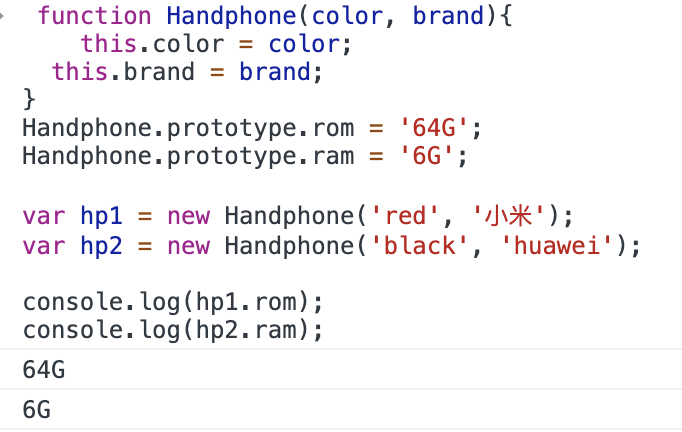 function Handphone(color, brand){
this.color = color;
this.brand = brand;
}
Handphone.prototype.rom = '64G';
Handphone.prototype.ram = '6G';
var hp1 = new Handphone('red', '小米');
var hp2 = new Handphone('black', 'huawei');
console.log(hp1.rom);
console.log(hp2.ram);
64G
6G